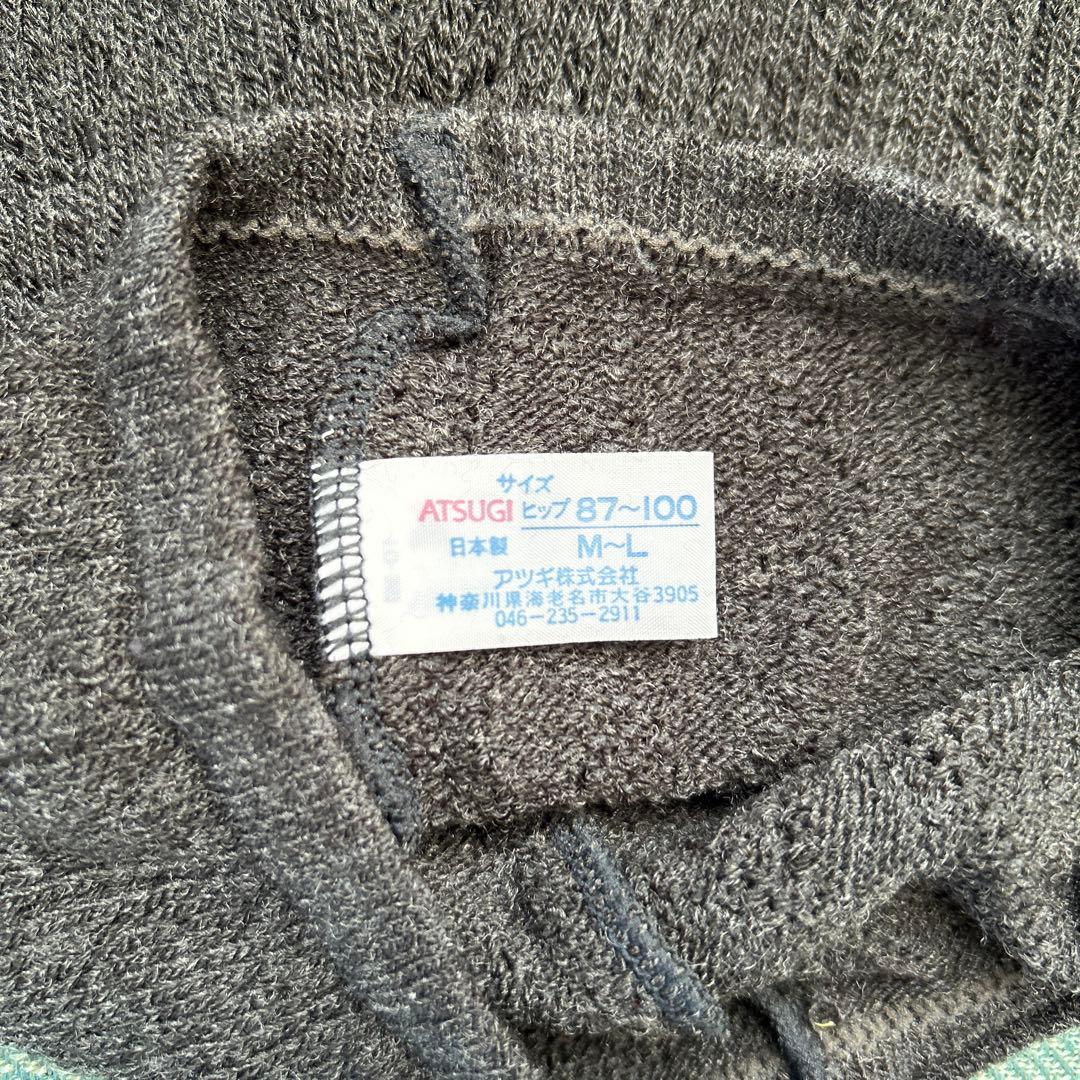 サイズ
ATSUGI ヒップ 87〜100
日本製 M〜L
アツギ株式会社
神奈川県海老名市大谷3905
046-235-2911